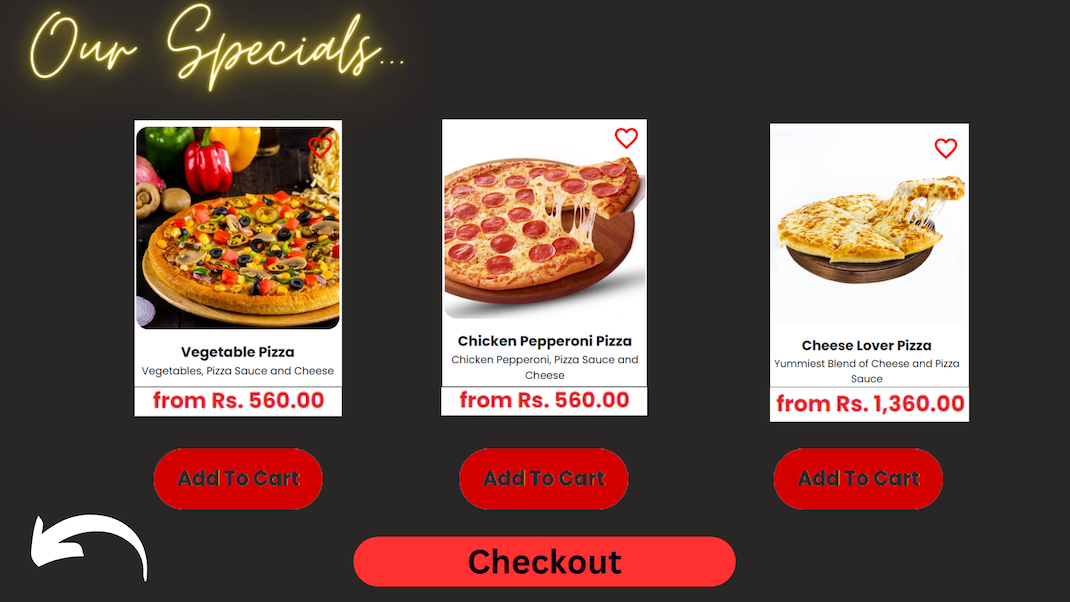 Our Specials...
Vegetable Pizza
Vegetables, Pizza Sauce and Cheese
from Rs. 560.00
Add To Cart
Chicken Pepperoni Pizza
Chicken Pepperoni, Pizza Sauce and
Cheese
from Rs. 560.00
Add To Cart
Cheese Lover Pizza
Yummiest Blend of Cheese and Pizza
Sauce
from Rs. 1,360.00
Add To Cart
Checkout